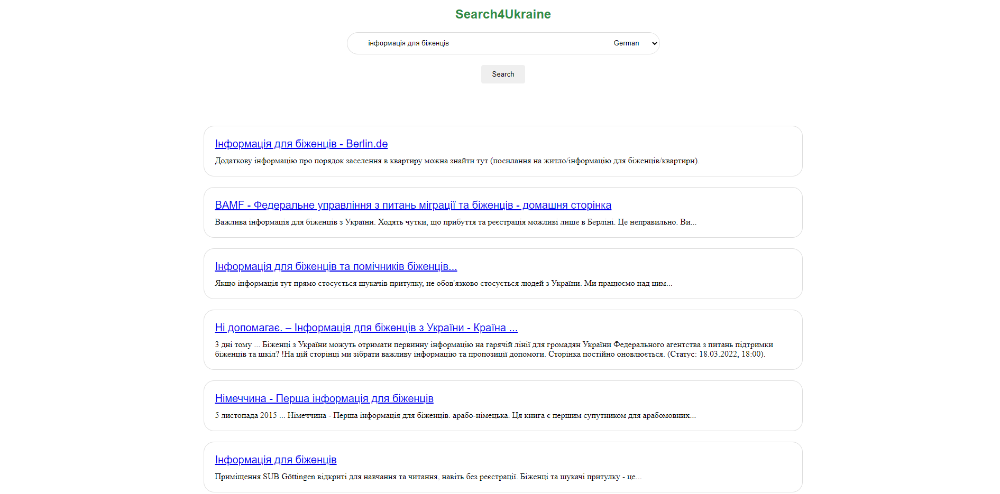 Search4Ukraine
інформація для біженців German
Search
Інформація для біженців - Berlin.de
Додаткову інформацію про порядок заселення в квартиру можна знайти тут (посилання на житло/інформацію для біженців/квартири).
BAMF - Федеральне управління з питань міграції та біженців - домашня сторінка
Важлива інформація для біженців з України. Ходять чутки, що прибуття та реєстрація можливі лише в Берліні. Це неправильно. Ви...
Інформація для біженців та помічників біженців...
Якщо інформація тут прямо стосується шукачів притулку, не обов'язково стосується людей з України. Ми працюємо над цим...
Ні допомагає. – Інформація для біженців з України - Країна ...
3 дні тому ... Біженці з України можуть отримати первинну інформацію на гарячій лінії для громадян України Федерального агентства з питань підтримки
біженців та шкіл? !На цій сторінці ми зібрати важливу інформацію та пропозиції допомоги. Сторінка постійно оновлюється. (Статус: 18.03.2022, 18:00).
Німеччина - Перша інформація для біженців
5 листопада 2015 ... Німеччина - Перша інформація для біженців. арабо-німецька. Ця книга є першим супутником для арабомовних...
Інформація для біженців
Приміщення SUB Göttingen відкриті для навчання та читання, навіть без реєстрації. Біженці та шукачі притулку - це...